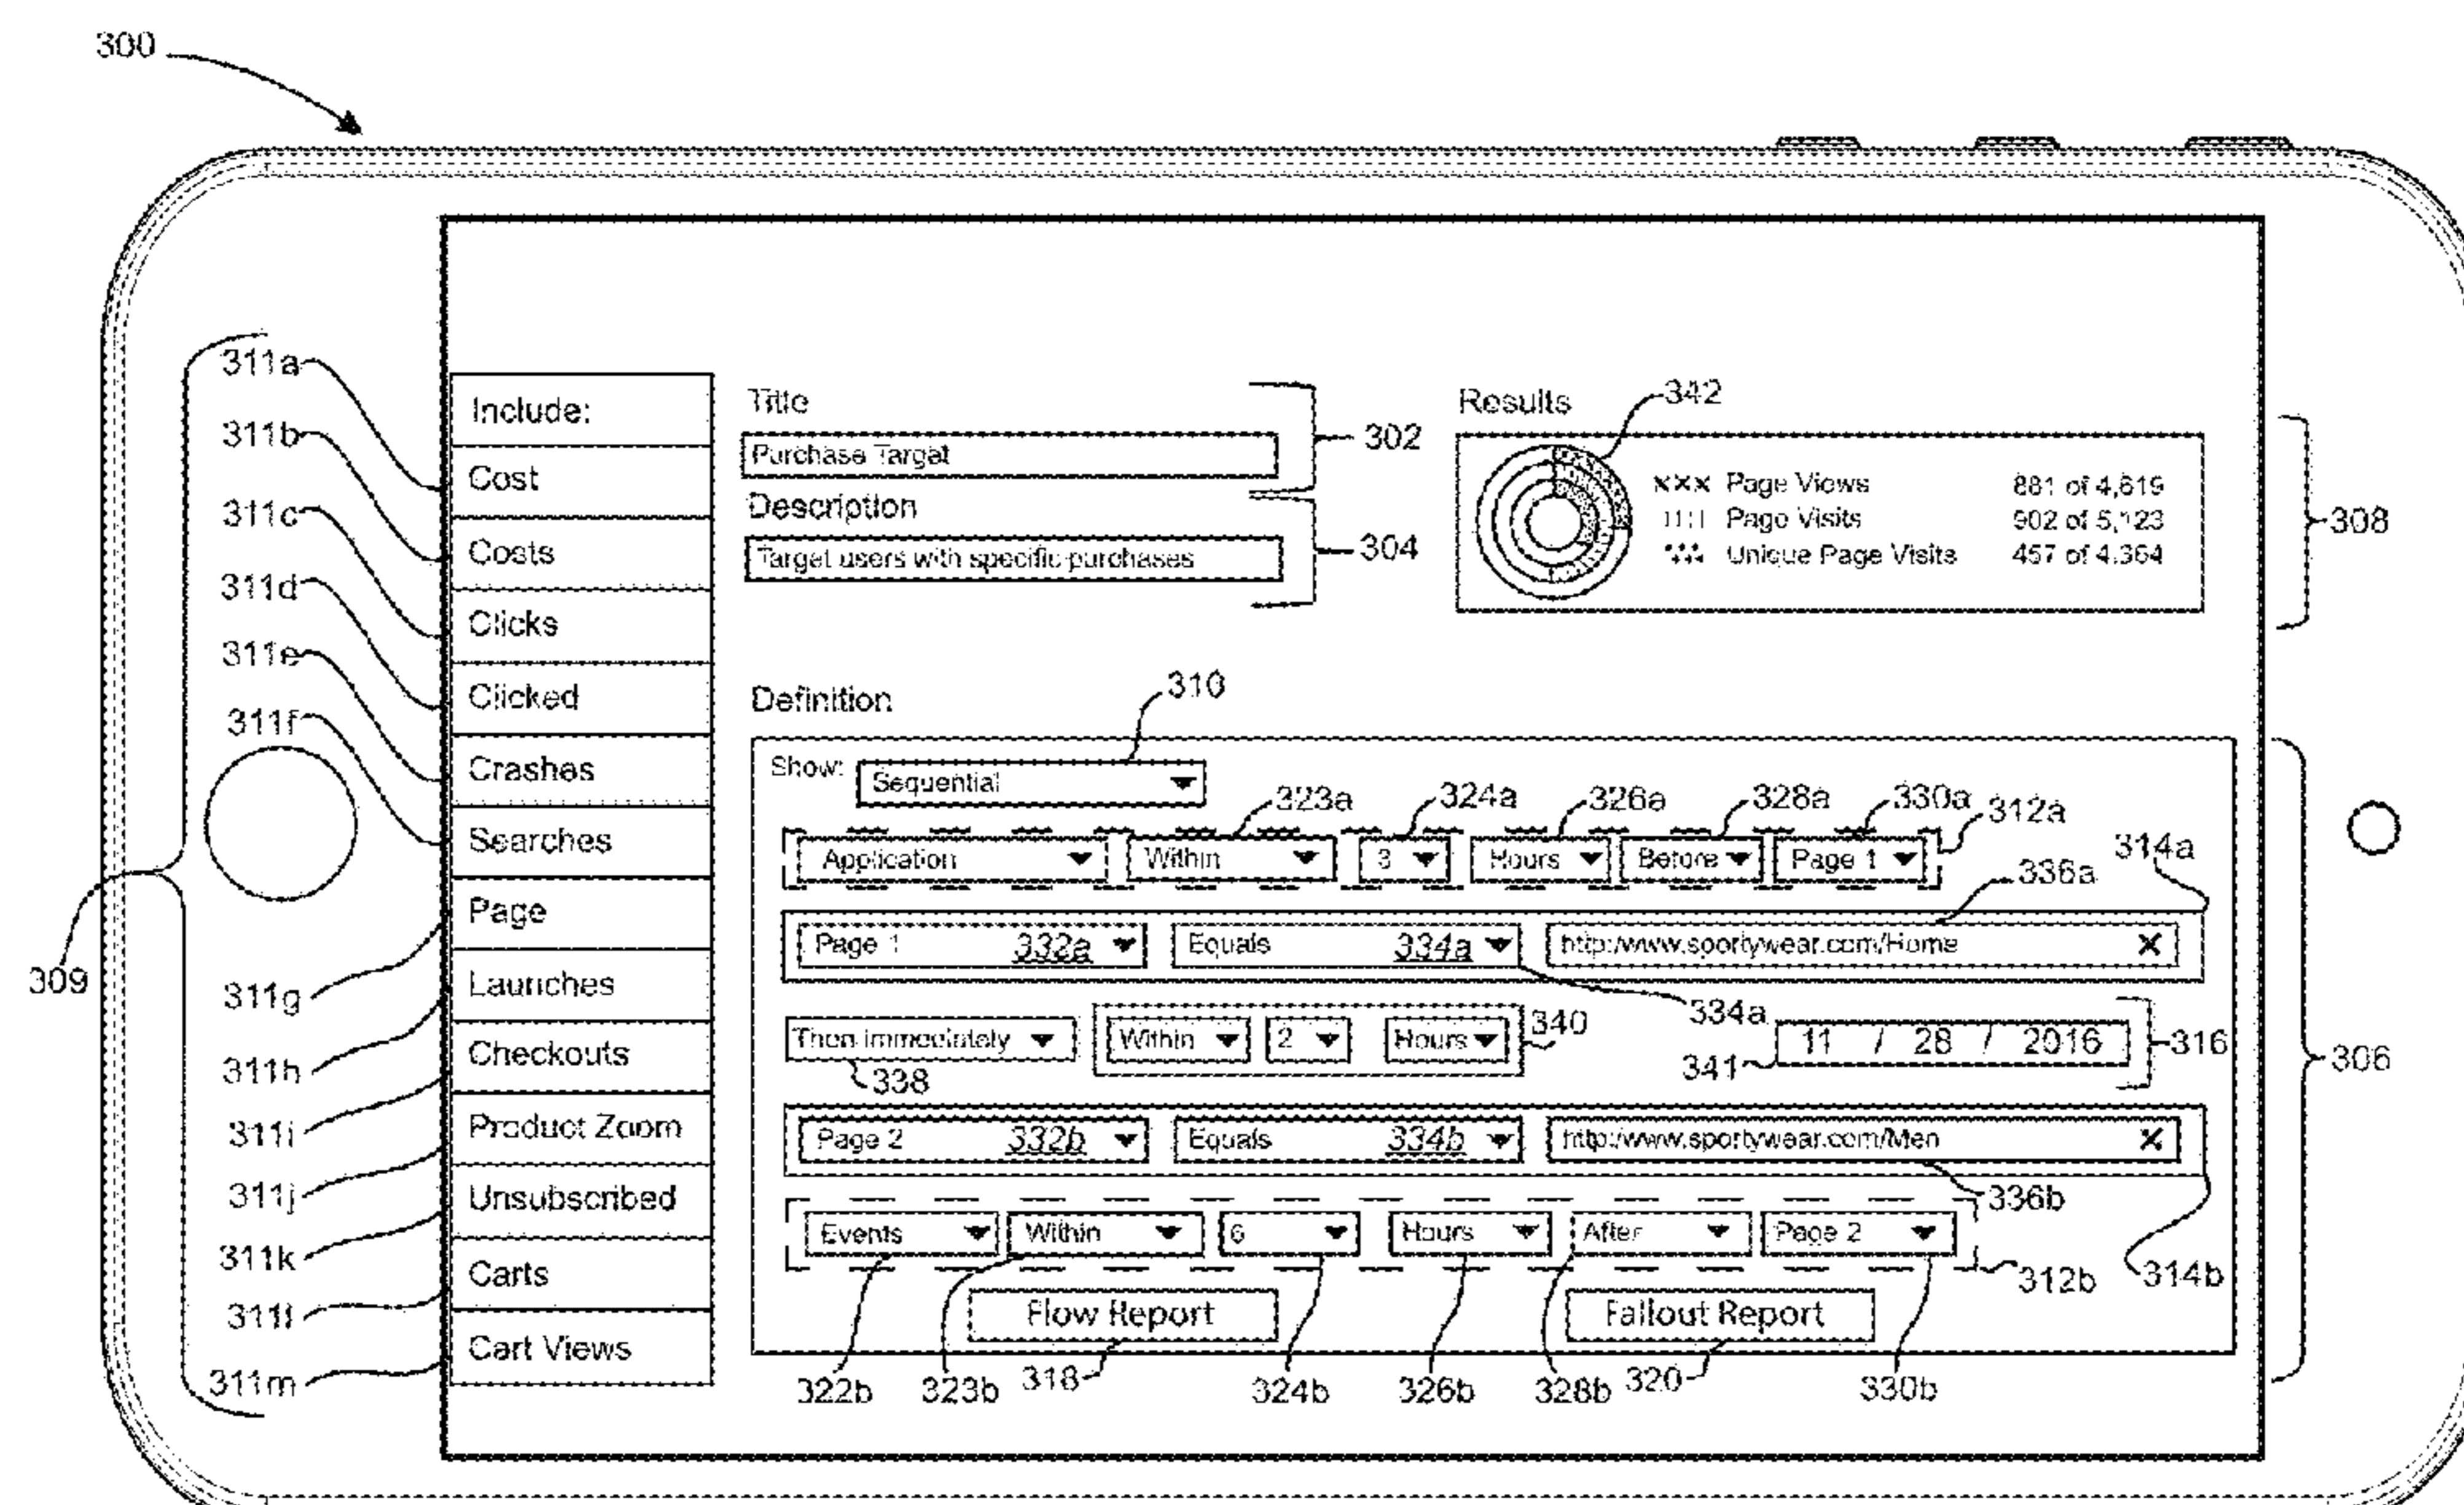 300
311a
311b
311c
311d
311e
311f
309
311g
311h
311i
311j
311k
311l
311m
Include:
Cost
Costs
Clicks
Clicked
Crashes
Searches
Page
Launches
Checkouts
Product Zoom
Unsubscribed
Carts
Cart Views
Title
Purchase Target
302
Description
Target users with specific purchases
304
Results
342
××× Page Views 881 of 4,619
Page Visits 902 of 5,123
Unique Page Visits 457 of 4,364
308
Definition
310
Show: Sequential
323a 324a 326a 328a 330a 312a
Application Within 3 Hours Before Page 1
314a
336a
Page 1 332a Equals 334a http:/www.sportywear.com/Home X
334a
Then immediately Within 2 Hours 340 11 / 28 / 2016 316
338 341
306
Page 2 332b Equals 334b http:/www.sportywear.com/Men X
336b
Events Within 6 Hours After Page 2
312b 314b
Flow Report Fallout Report
322b 323b 318 324b 326b 328b 320 330b